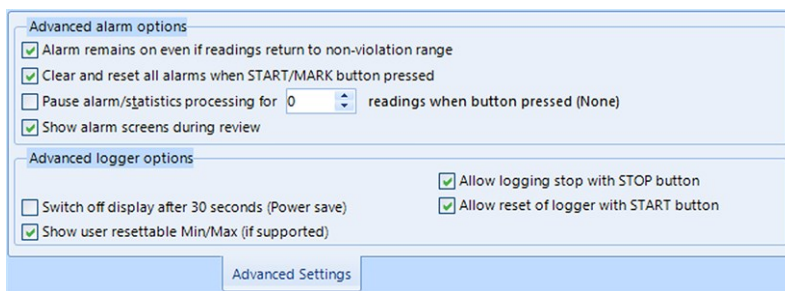 Advanced alarm options
Alarm remains on even if readings return to non-violation range
Clear and reset all alarms when START/MARK button pressed
Pause alarm/statistics processing for 0 readings when button pressed (None)
Show alarm screens during review
Advanced logger options
Allow logging stop with STOP button
Switch off display after 30 seconds (Power save) Allow reset of logger with START button
Show user resettable Min/Max (if supported)
Advanced Settings